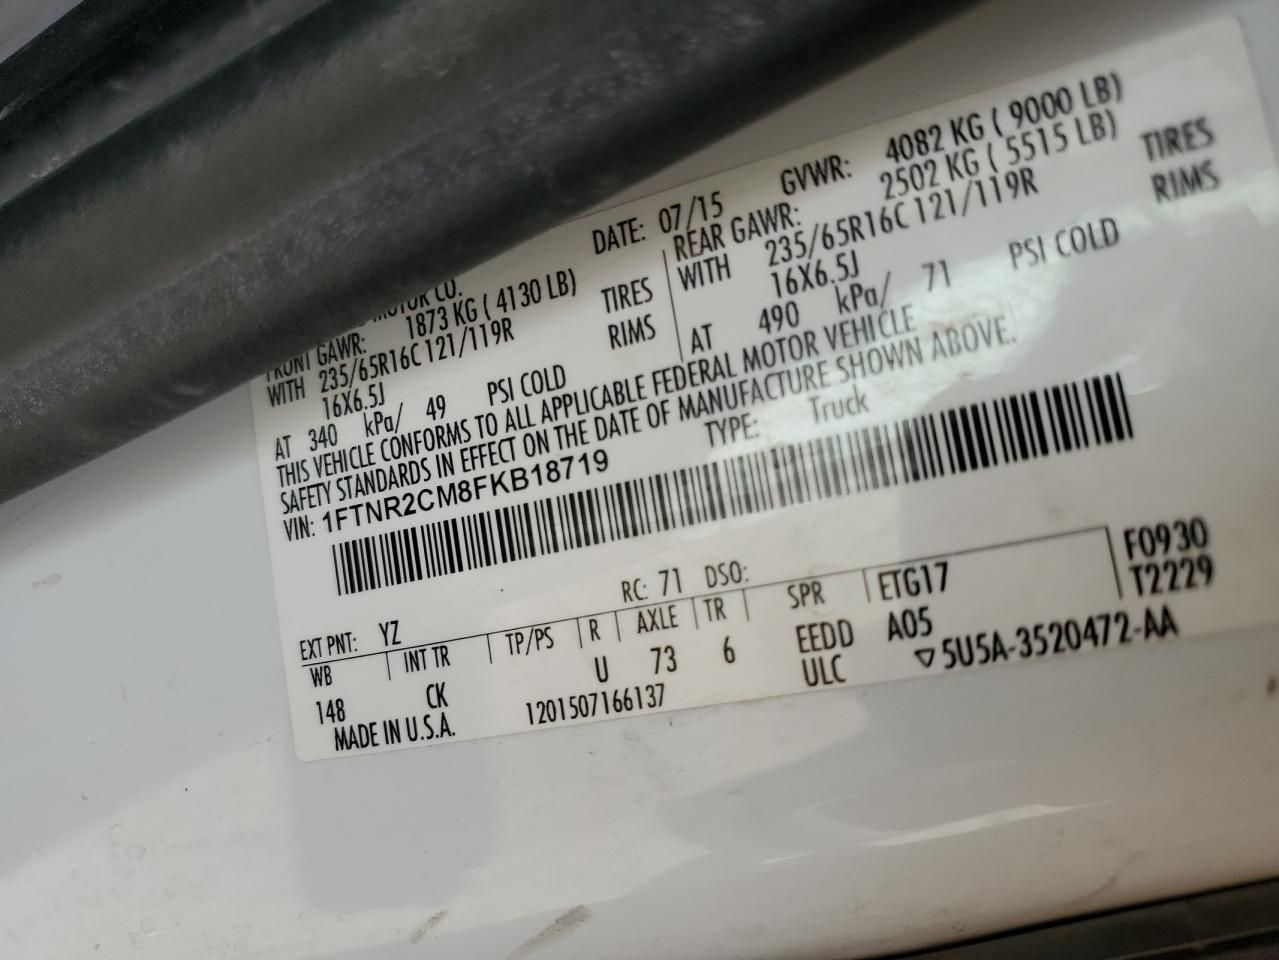 MOTOR CO. DATE: 07/15 GVWR: 4082 KG ( 9000 LB)
FRONT GAWR: 1873 KG ( 4130 LB) REAR GAWR: 2502 KG ( 5515 LB)
WITH 235/65R16C 121/119R TIRES WITH 235/65R16C 121/119R TIRES
16X6.5J RIMS 16X6.5J RIMS
AT 340 kPa/ 49 PSI COLD AT 490 kPa/ 71 PSI COLD
THIS VEHICLE CONFORMS TO ALL APPLICABLE FEDERAL MOTOR VEHICLE
SAFETY STANDARDS IN EFFECT ON THE DATE OF MANUFACTURE SHOWN ABOVE.
VIN: 1FTNR2CM8FKB18719 TYPE: Truck
EXT PNT: YZ RC: 71 DSO:
WB INT TR TP/PS R AXLE TR SPR ETG17 F0930
148 CK U 73 6 EEDD A05 T2229
MADE IN U.S.A. 1201507166137 ULC ▽5U5A-3520472-AA